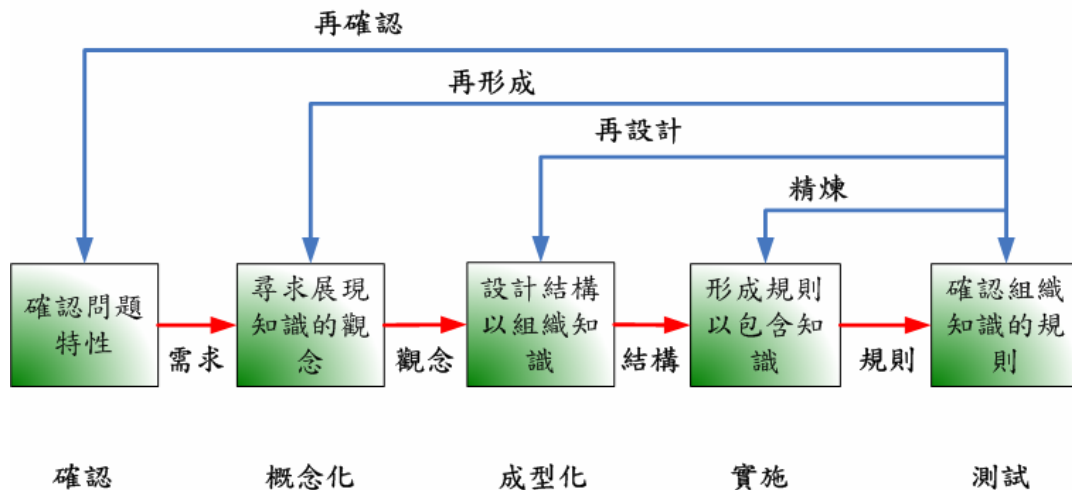 再確認
再形成
再設計
精煉
確認問題
特性
需求
尋求展現
知識的觀
念
觀念
設計結構
以組織知
識
結構
形成規則
以包含知
識
規則
確認組織
知識的規
則
確認
概念化
成型化
實施
測試